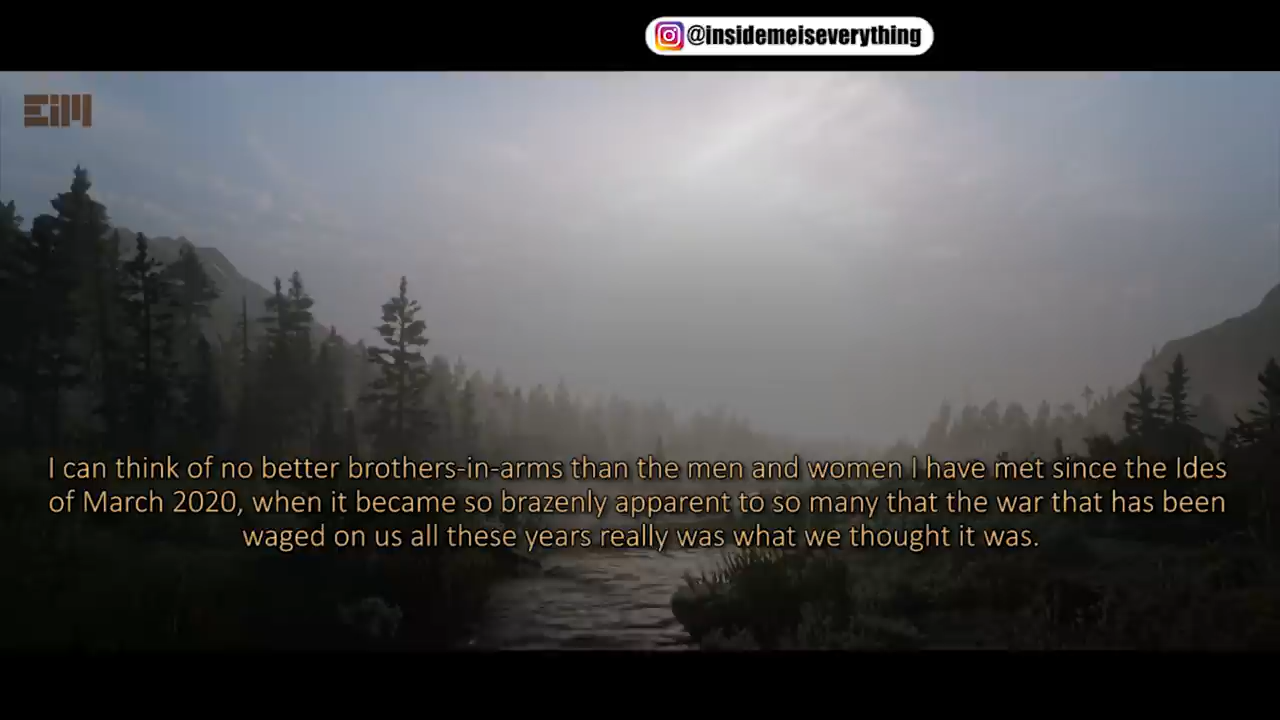 @insidemeiseverything
EiM
I can think of no better brothers-in-arms than the men and women I have met since the Ides
of March 2020, when it became so brazenly apparent to so many that the war that has been
waged on us all these years really was what we thought it was.